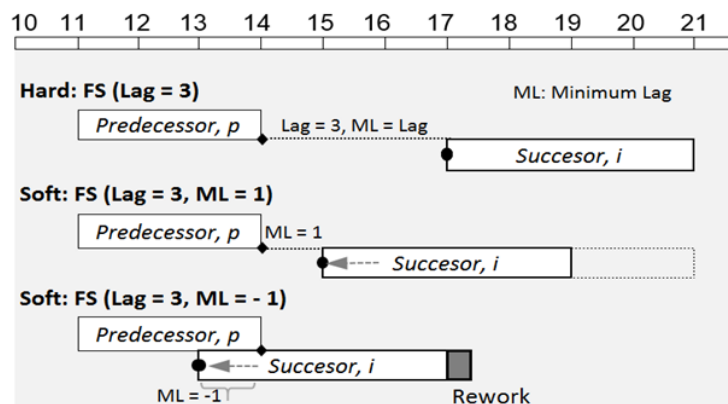 10 11 12 13 14 15 16 17 18 19 20 21
Hard: FS (Lag = 3)
ML: Minimum Lag
Predecessor, p
Lag = 3, ML = Lag
Succesor, i
Soft: FS (Lag = 3, ML = 1)
Predecessor, p
ML = 1
Succesor, i
Soft: FS (Lag = 3, ML = - 1)
Predecessor, p
Succesor, i
ML = -1
Rework